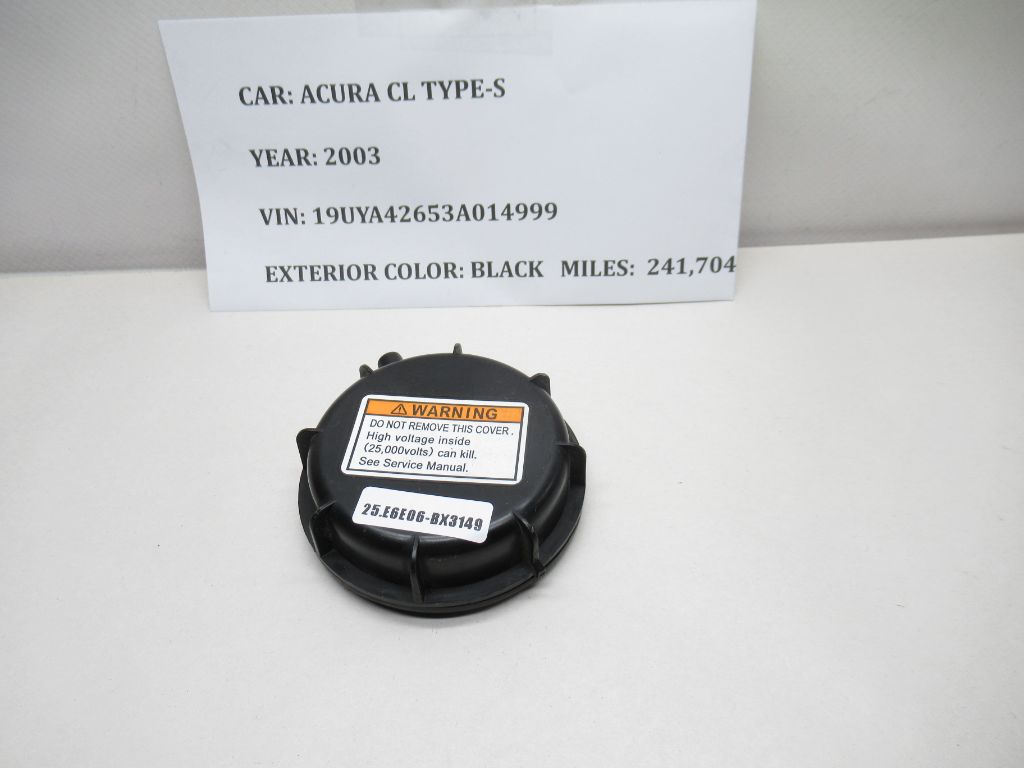 CAR: ACURA CL TYPE-S
YEAR: 2003
VIN: 19UYA42653A014999
EXTERIOR COLOR: BLACK MILES: 241,704
⚠ WARNING
DO NOT REMOVE THIS COVER.
High voltage inside
(25,000volts) can kill.
See Service Manual.
25.E6E06-BX3149